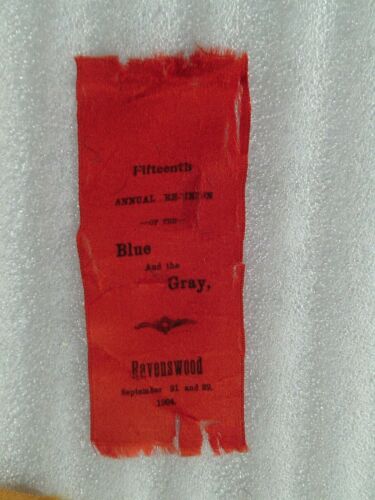 Fifteenth
ANNUAL RE-UNION
—OF THE—
Blue
And the
Gray,
Ravenswood
September 21 and 22,
1904.